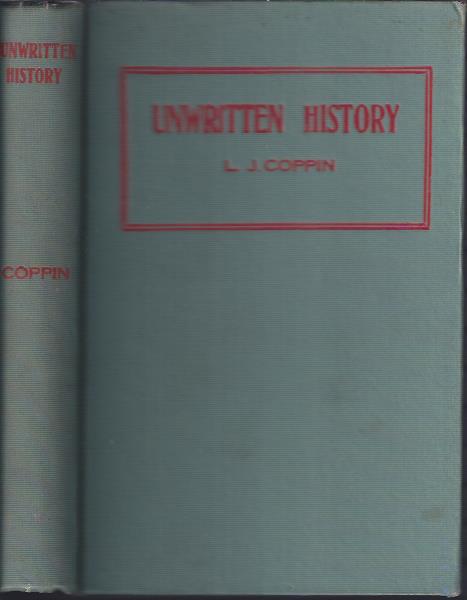 UNWRITTEN
HISTORY
COPPIN
UNWRITTEN HISTORY
L. J. COPPIN